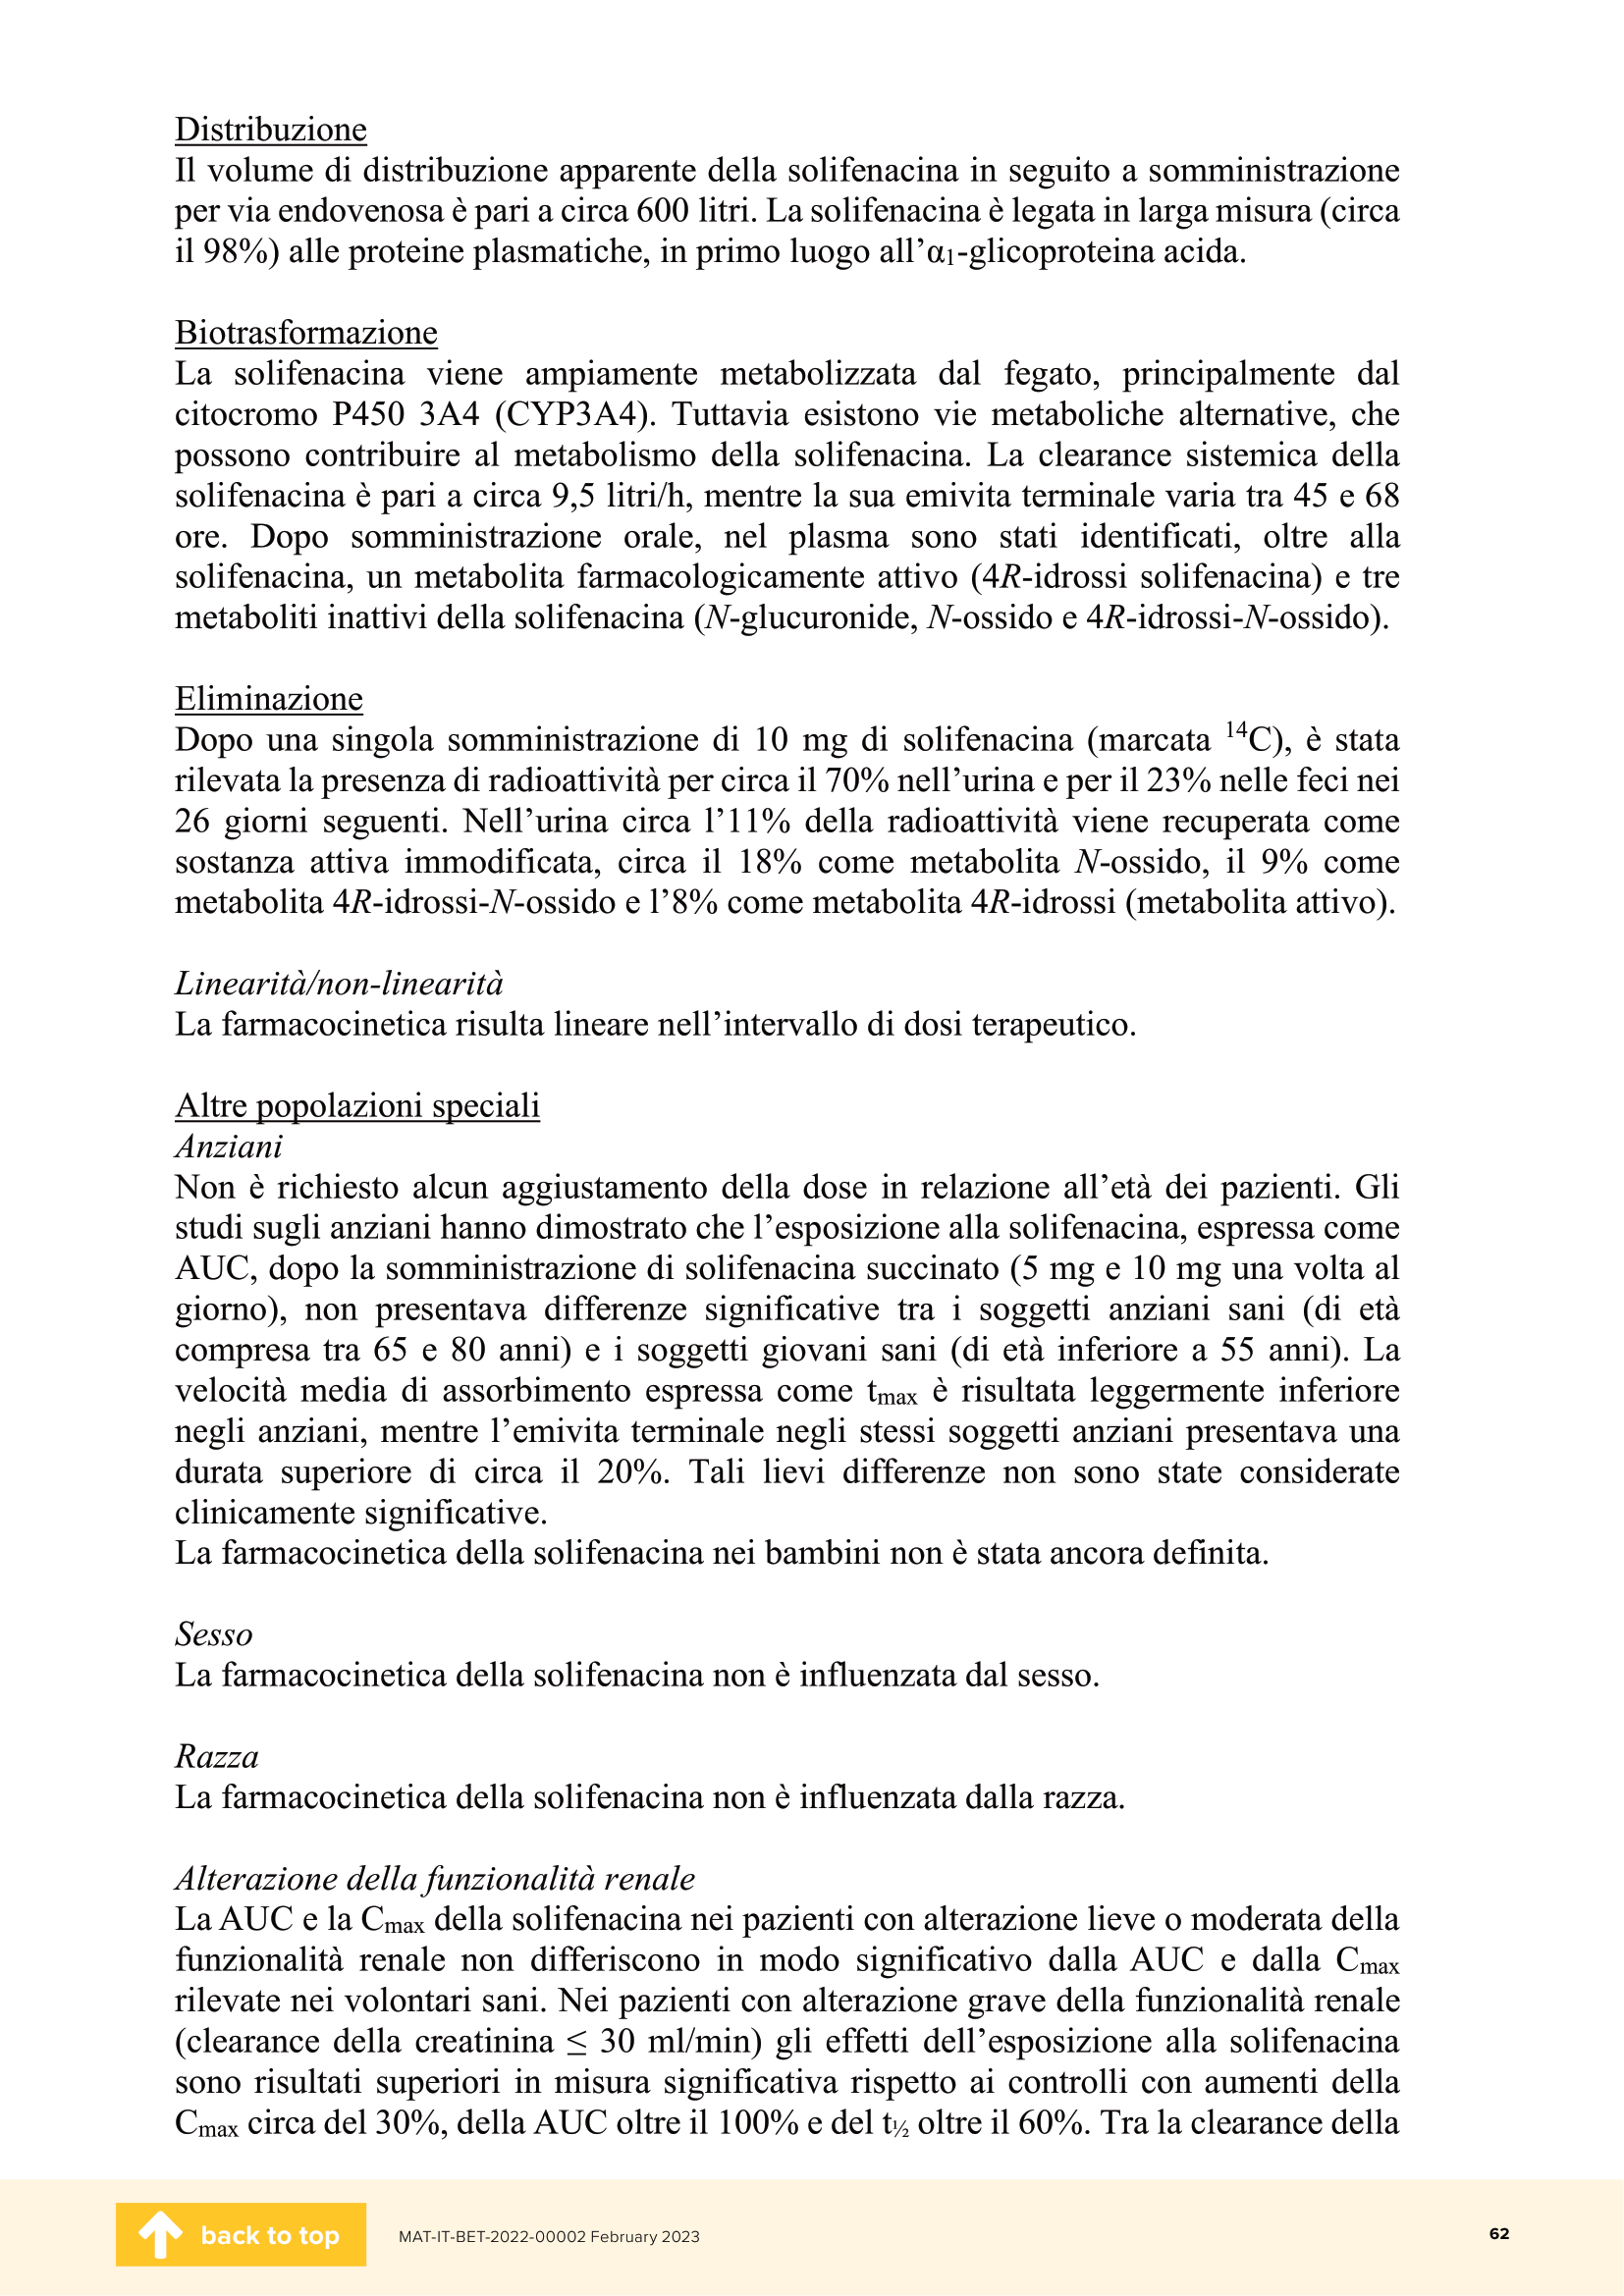 Distribuzione
Il volume di distribuzione apparente della solifenacina in seguito a somministrazione
per via endovenosa è pari a circa 600 litri. La solifenacina è legata in larga misura (circa
il 98%) alle proteine plasmatiche, in primo luogo all’α₁-glicoproteina acida.
Biotrasformazione
La solifenacina viene ampiamente metabolizzata dal fegato, principalmente dal
citocromo P450 3A4 (CYP3A4). Tuttavia esistono vie metaboliche alternative, che
possono contribuire al metabolismo della solifenacina. La clearance sistemica della
solifenacina è pari a circa 9,5 litri/h, mentre la sua emivita terminale varia tra 45 e 68
ore. Dopo somministrazione orale, nel plasma sono stati identificati, oltre alla
solifenacina, un metabolita farmacologicamente attivo (4R-idrossi solifenacina) e tre
metaboliti inattivi della solifenacina (N-glucuronide, N-ossido e 4R-idrossi-N-ossido).
Eliminazione
Dopo una singola somministrazione di 10 mg di solifenacina (marcata ¹⁴C), è stata
rilevata la presenza di radioattività per circa il 70% nell’urina e per il 23% nelle feci nei
26 giorni seguenti. Nell’urina circa l’11% della radioattività viene recuperata come
sostanza attiva immodificata, circa il 18% come metabolita N-ossido, il 9% come
metabolita 4R-idrossi-N-ossido e l’8% come metabolita 4R-idrossi (metabolita attivo).
Linearità/non-linearità
La farmacocinetica risulta lineare nell’intervallo di dosi terapeutico.
Altre popolazioni speciali
Anziani
Non è richiesto alcun aggiustamento della dose in relazione all’età dei pazienti. Gli
studi sugli anziani hanno dimostrato che l’esposizione alla solifenacina, espressa come
AUC, dopo la somministrazione di solifenacina succinato (5 mg e 10 mg una volta al
giorno), non presentava differenze significative tra i soggetti anziani sani (di età
compresa tra 65 e 80 anni) e i soggetti giovani sani (di età inferiore a 55 anni). La
velocità media di assorbimento espressa come tmax è risultata leggermente inferiore
negli anziani, mentre l’emivita terminale negli stessi soggetti anziani presentava una
durata superiore di circa il 20%. Tali lievi differenze non sono state considerate
clinicamente significative.
La farmacocinetica della solifenacina nei bambini non è stata ancora definita.
Sesso
La farmacocinetica della solifenacina non è influenzata dal sesso.
Razza
La farmacocinetica della solifenacina non è influenzata dalla razza.
Alterazione della funzionalità renale
La AUC e la Cmax della solifenacina nei pazienti con alterazione lieve o moderata della
funzionalità renale non differiscono in modo significativo dalla AUC e dalla Cmax
rilevate nei volontari sani. Nei pazienti con alterazione grave della funzionalità renale
(clearance della creatinina ≤ 30 ml/min) gli effetti dell’esposizione alla solifenacina
sono risultati superiori in misura significativa rispetto ai controlli con aumenti della
Cmax circa del 30%, della AUC oltre il 100% e del t½ oltre il 60%. Tra la clearance della
back to top
MAT-IT-BET-2022-00002 February 2023
62